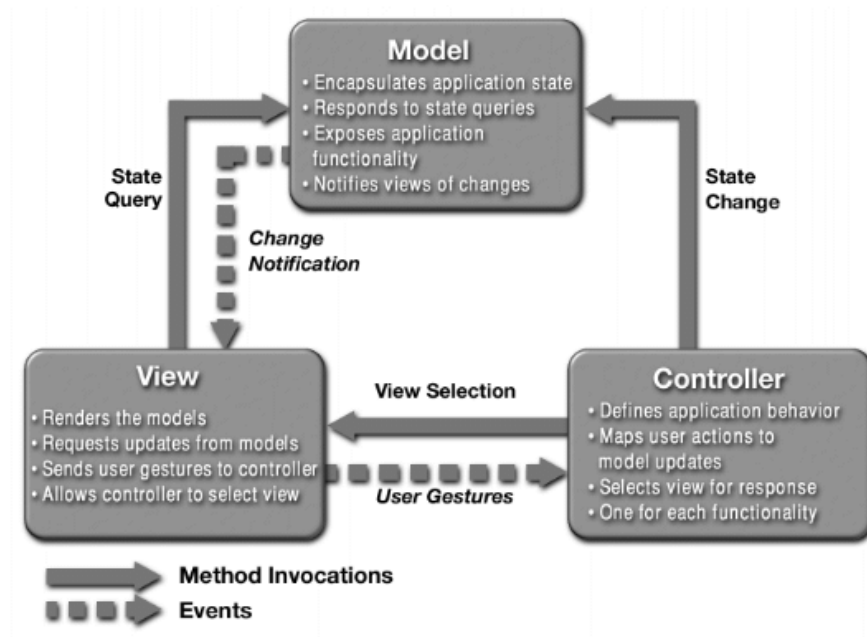 Model
• Encapsulates application state
• Responds to state queries
• Exposes application
functionality
• Notifies views of changes
State
Query
Change
Notification
State
Change
View
• Renders the models
• Requests updates from models
• Sends user gestures to controller
• Allows controller to select view
View Selection
User Gestures
Controller
• Defines application behavior
• Maps user actions to
model updates
• Selects view for response
• One for each functionality
Method Invocations
Events